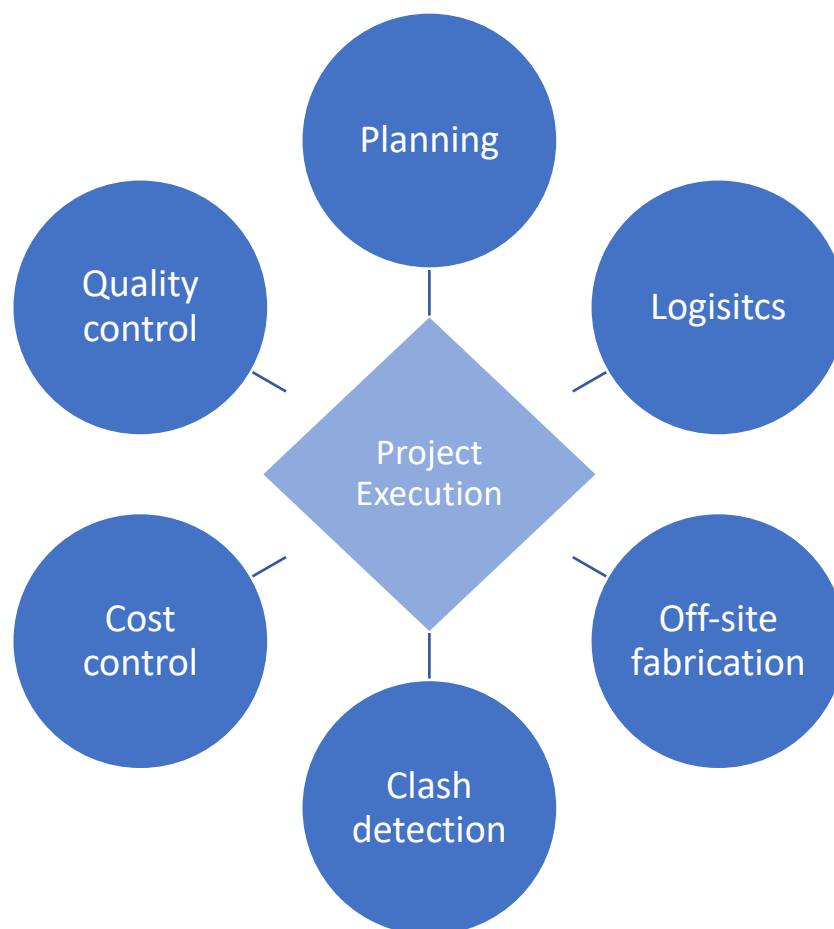 Planning
Logisitcs
Off-site
fabrication
Clash
detection
Cost
control
Quality
control
Project
Execution